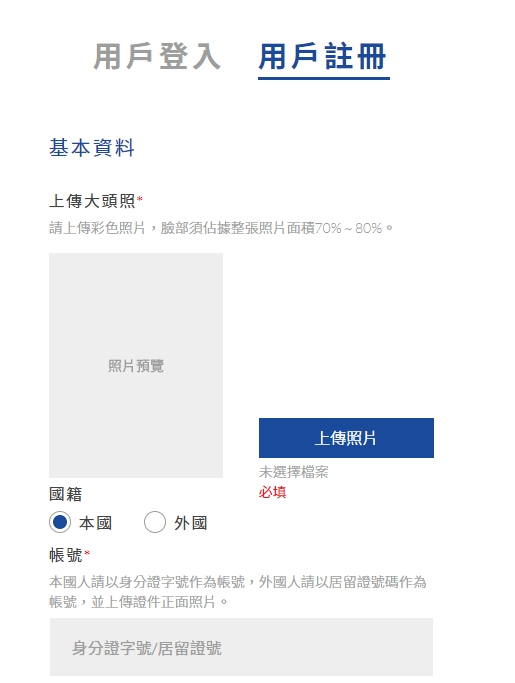 用戶登入 用戶註冊
基本資料
上傳大頭照*
請上傳彩色照片，臉部須佔據整張照片面積70% ~ 80%。
照片預覽
上傳照片
未選擇檔案
必填
國籍
本國 外國
帳號*
本國人請以身分證字號作為帳號，外國人請以居留證號碼作為
帳號，並上傳證件正面照片。
身分證字號/居留證號